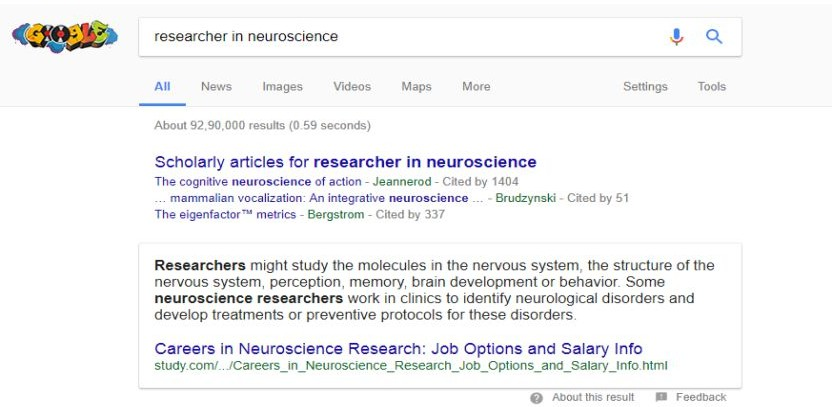 GOOGLE
researcher in neuroscience
All News Images Videos Maps More Settings Tools
About 92,90,000 results (0.59 seconds)
Scholarly articles for researcher in neuroscience
The cognitive neuroscience of action - Jeannerod - Cited by 1404
... mammalian vocalization: An integrative neuroscience ... - Brudzynski - Cited by 51
The eigenfactor™ metrics - Bergstrom - Cited by 337
Researchers might study the molecules in the nervous system, the structure of the
nervous system, perception, memory, brain development or behavior. Some
neuroscience researchers work in clinics to identify neurological disorders and
develop treatments or preventive protocols for these disorders.
Careers in Neuroscience Research: Job Options and Salary Info
study.com/.../Careers_in_Neuroscience_Research_Job_Options_and_Salary_Info.html
About this result Feedback